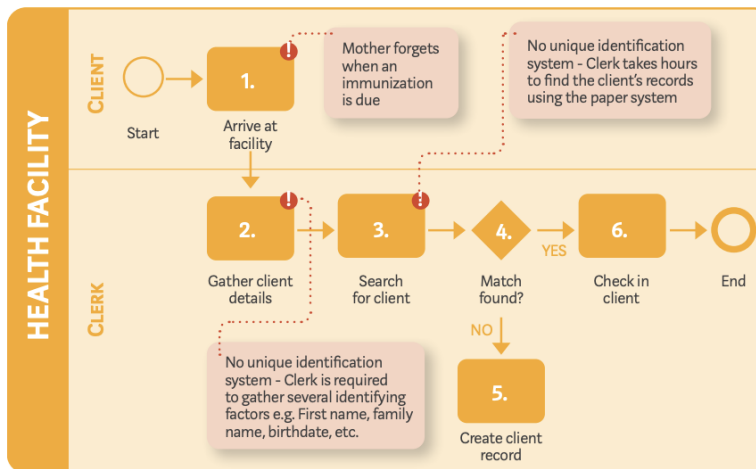 HEALTH FACILITY
CLIENT
Start
1.
Arrive at
facility
!
Mother forgets
when an
immunization
is due
No unique identification
system - Clerk takes hours
to find the client's records
using the paper system
CLERK
2.
Gather client
details
!
No unique identification
system - Clerk is required
to gather several identifying
factors e.g. First name, family
name, birthdate, etc.
3.
Search
for client
!
4.
Match
found?
YES
6.
Check in
client
End
NO
5.
Create client
record